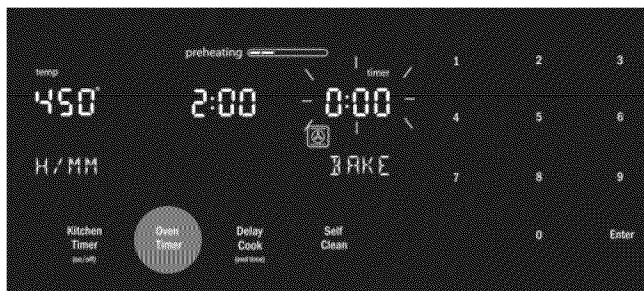 preheating
temp
timer
450°
2:00
0:00
H/MM
BAKE
Kitchen
Timer
(on/off)
Oven
Timer
Delay
Cook
(end time)
Self
Clean
1
2
3
4
5
6
7
8
9
0
Enter